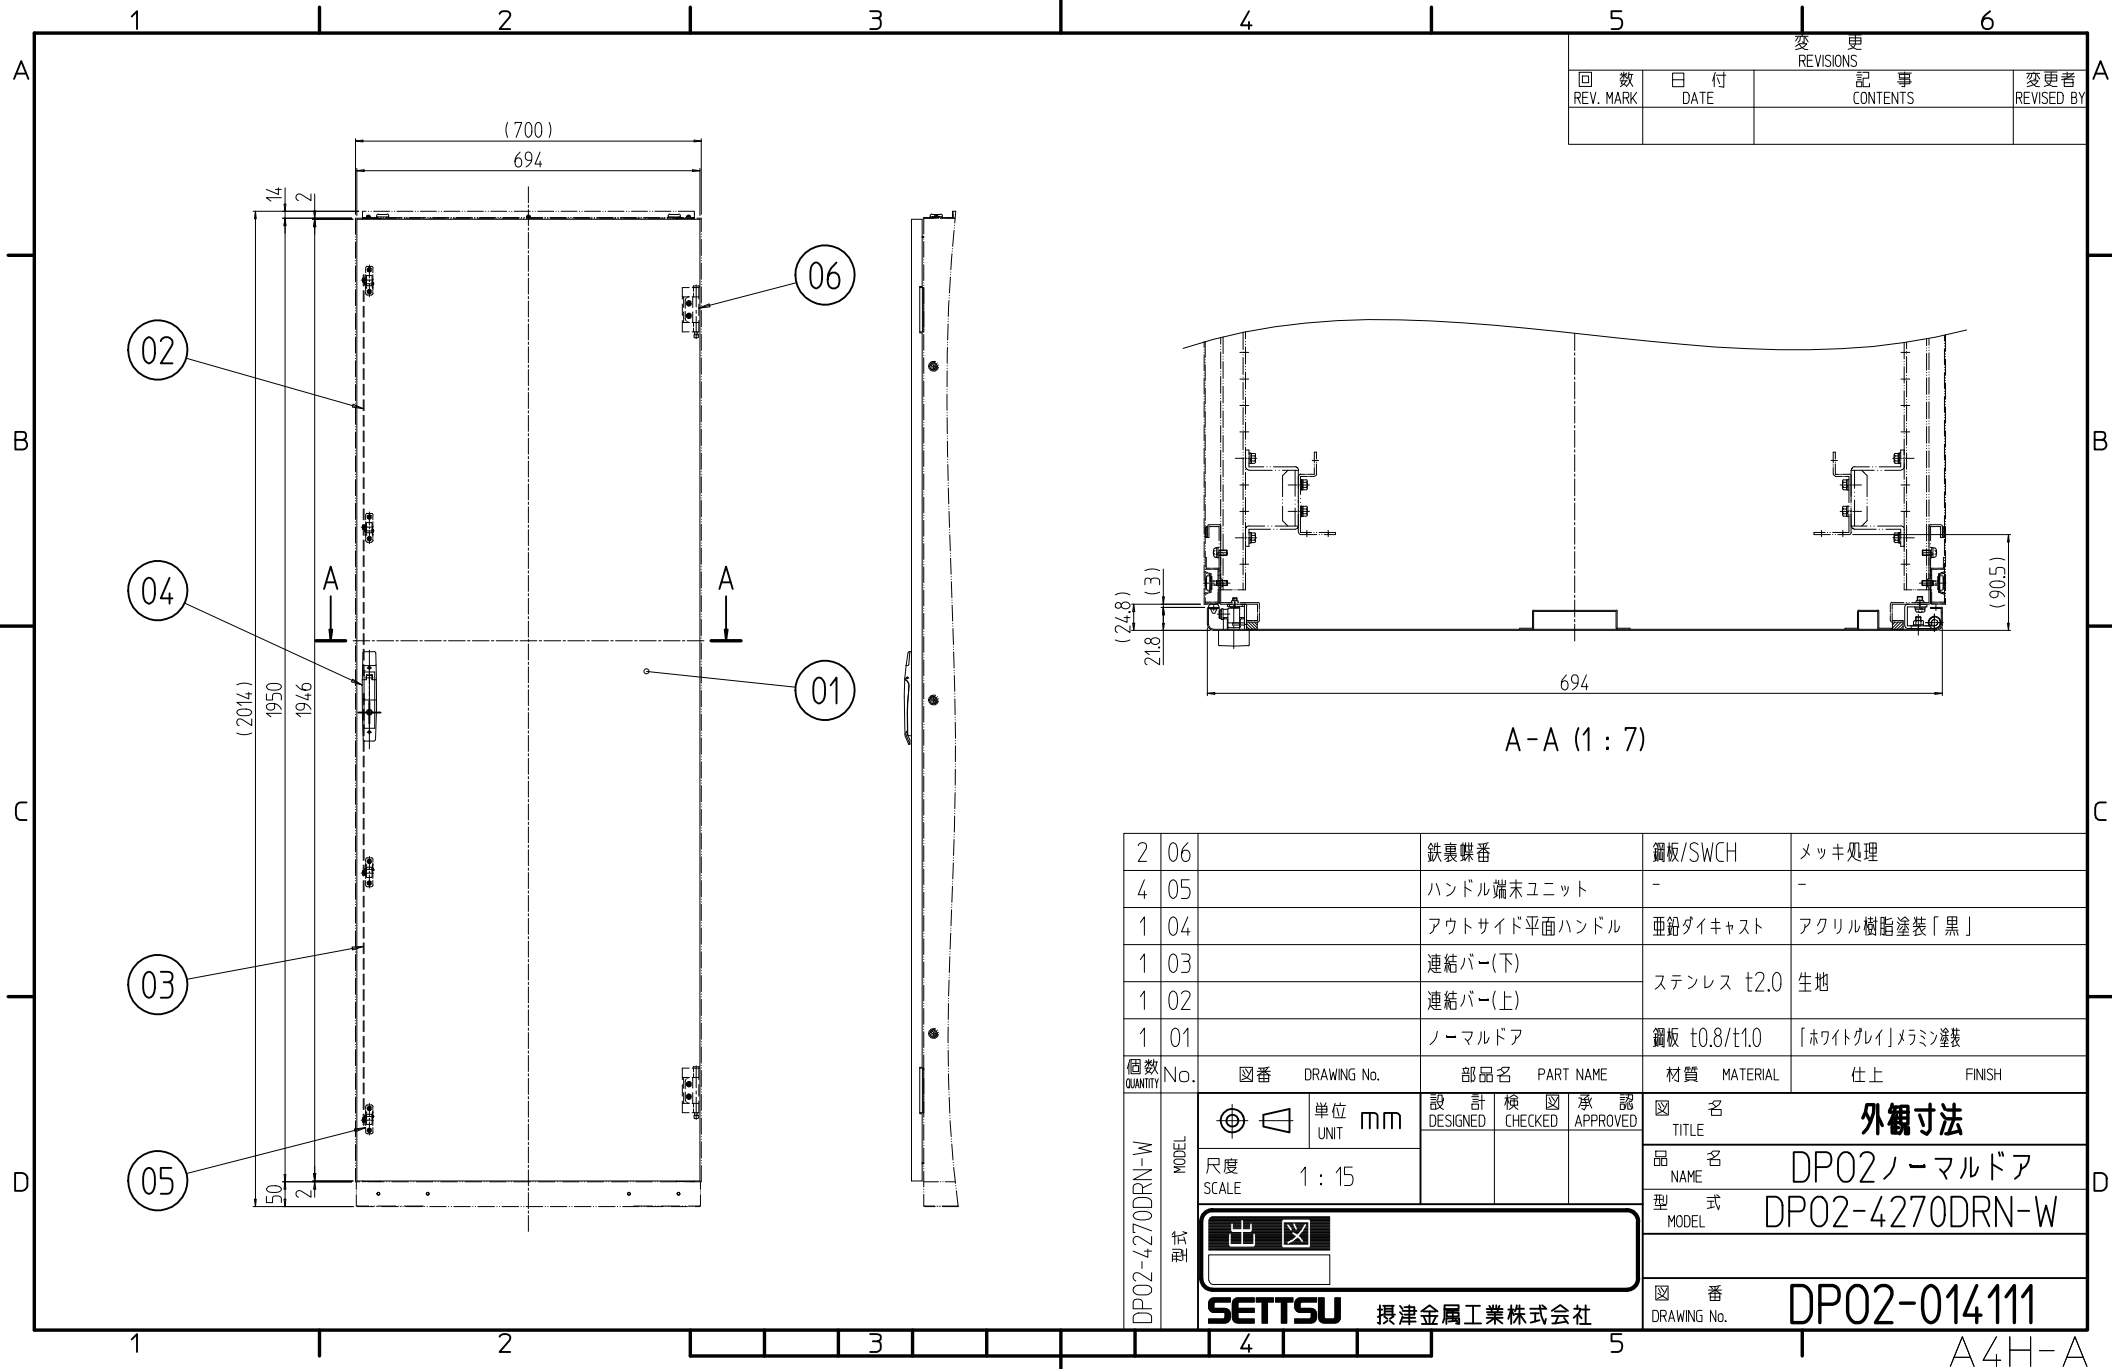 1 2 3 4 5 6
A A
B B
C C
D D
変更
REVISIONS
回数 日付 記事 変更者
REV. MARK DATE CONTENTS REVISED BY
(700)
694
14 2
(2014)
1950
1946
50 2
02
04
03
05
06
01
A A
(24.8)
(3)
21.8
(90.5)
694
A-A (1 : 7)
2 06 鉄裏蝶番 鋼板/SWCH メッキ処理
4 05 ハンドル端末ユニット - -
1 04 アウトサイド平面ハンドル 亜鉛ダイキャスト アクリル樹脂塗装「黒」
1 03 連結バー(下)
ステンレス t2.0 生地
1 02 連結バー(上)
1 01 ノーマルドア 鋼板 t0.8/t1.0 「ホワイトグレイ」メラミン塗装
個数 QUANTITY No. 図番 DRAWING No. 部品名 PART NAME 材質 MATERIAL 仕上 FINISH
DP02-4270DRN-W
MODEL 型式
単位 UNIT mm
尺度 SCALE 1 : 15
設計 検図 承認
DESIGNED CHECKED APPROVED
図名 TITLE 外観寸法
品名 NAME DP02ノーマルドア
型式 MODEL DP02-4270DRN-W
出図
SETTSU 摂津金属工業株式会社
図番 DRAWING No. DP02-014111
1 2 3 4 5
A4H-A